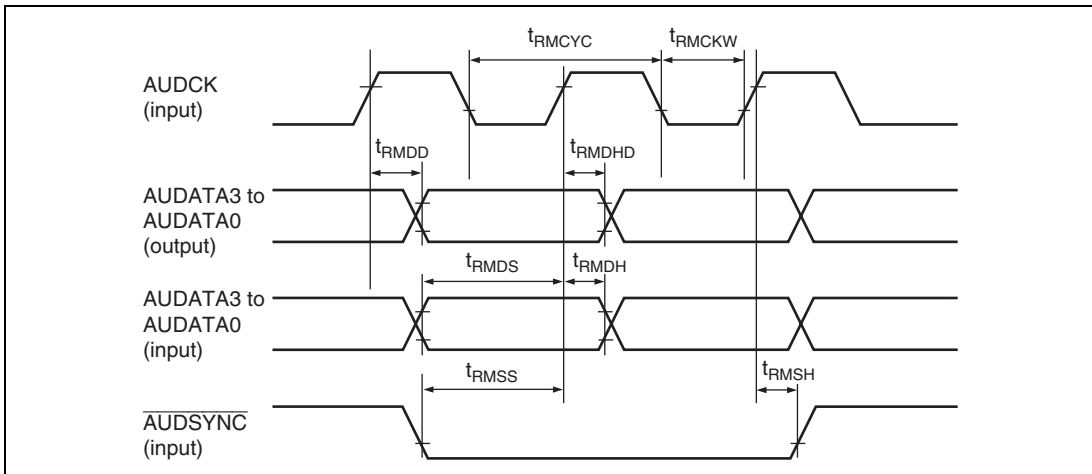 tRMCYC
tRMCKW
AUDCK
(input)
tRMDD
tRMDHD
AUDATA3 to
AUDATA0
(output)
tRMDS
tRMDH
AUDATA3 to
AUDATA0
(input)
tRMSS
tRMSH
AUDSYNC
(input)